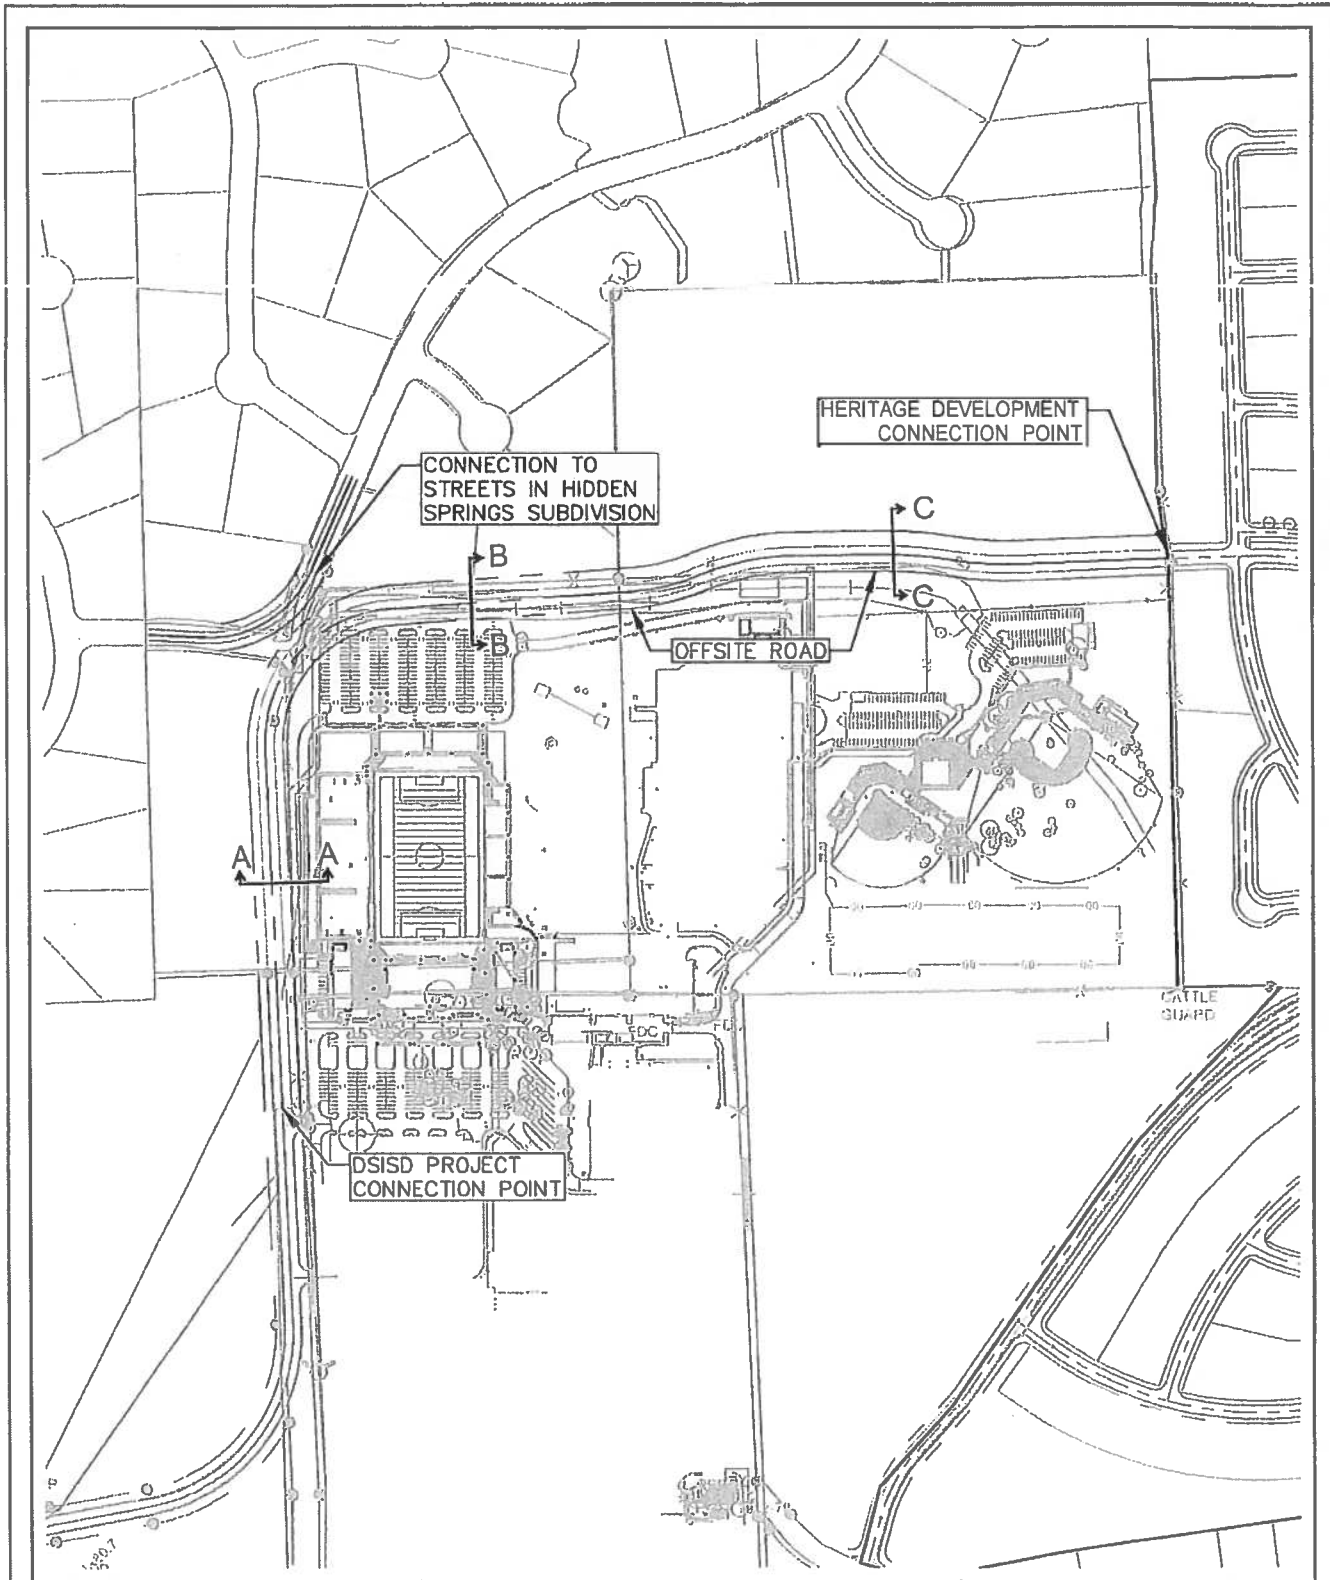 HERITAGE DEVELOPMENT
CONNECTION POINT
CONNECTION TO
STREETS IN HIDDEN
SPRINGS SUBDIVISION
C
B
C
B
OFFSITE ROAD
A
A
CATTLE
GUARD
DSISD PROJECT
CONNECTION POINT